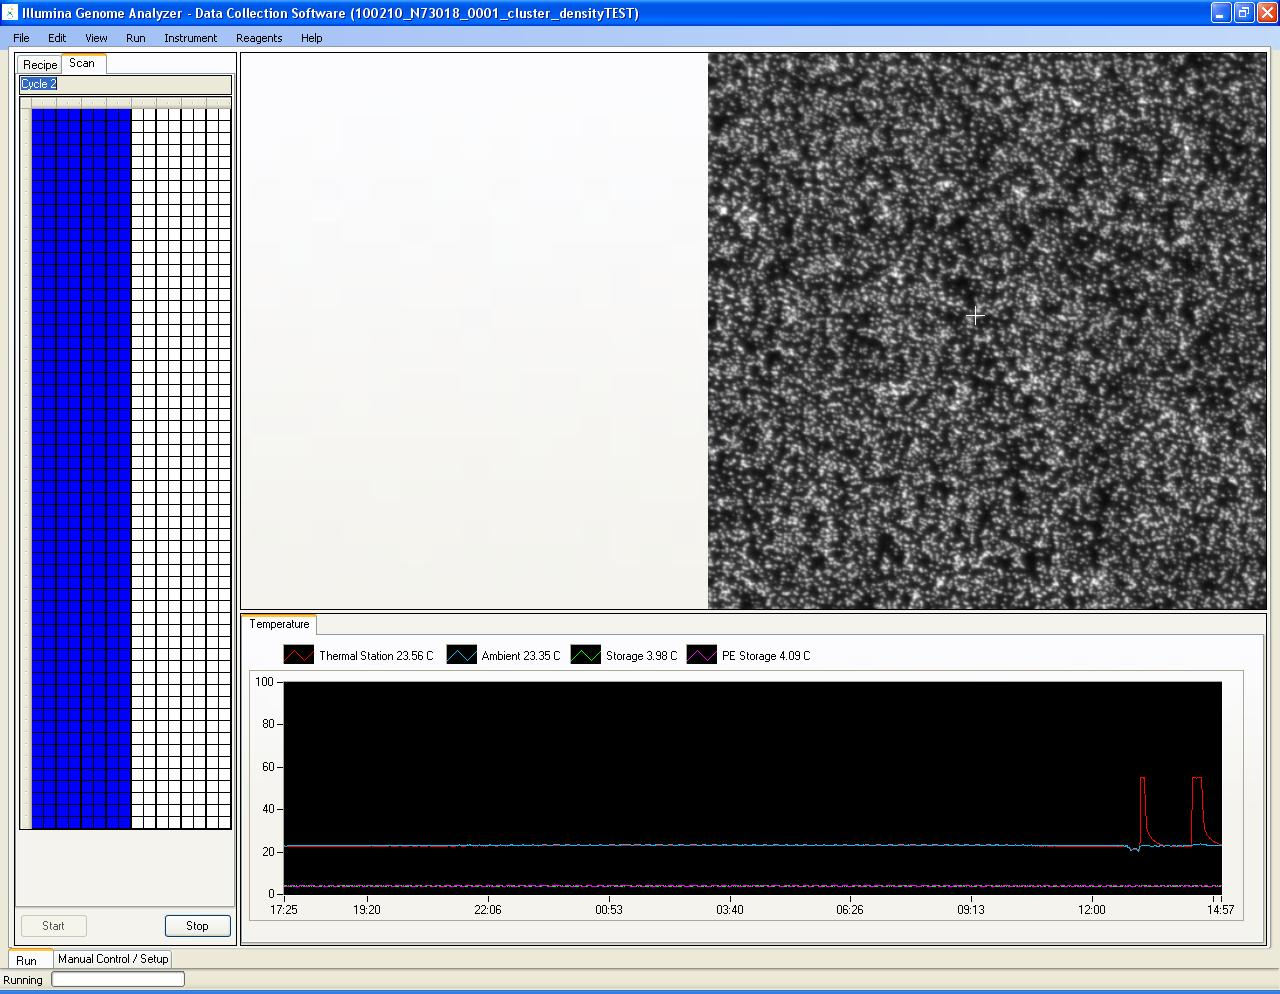 Illumina Genome Analyzer - Data Collection Software (100210_N73018_0001_cluster_densityTEST)
File Edit View Run Instrument Reagents Help
Recipe Scan
Cycle 2
Temperature
Thermal Station 23.56 C Ambient 23.35 C Storage 3.98 C PE Storage 4.09 C
100
80
60
40
20
0
17:25 19:20 22:06 00:53 03:40 06:26 09:13 12:00 14:57
Start Stop
Run Manual Control / Setup
Running